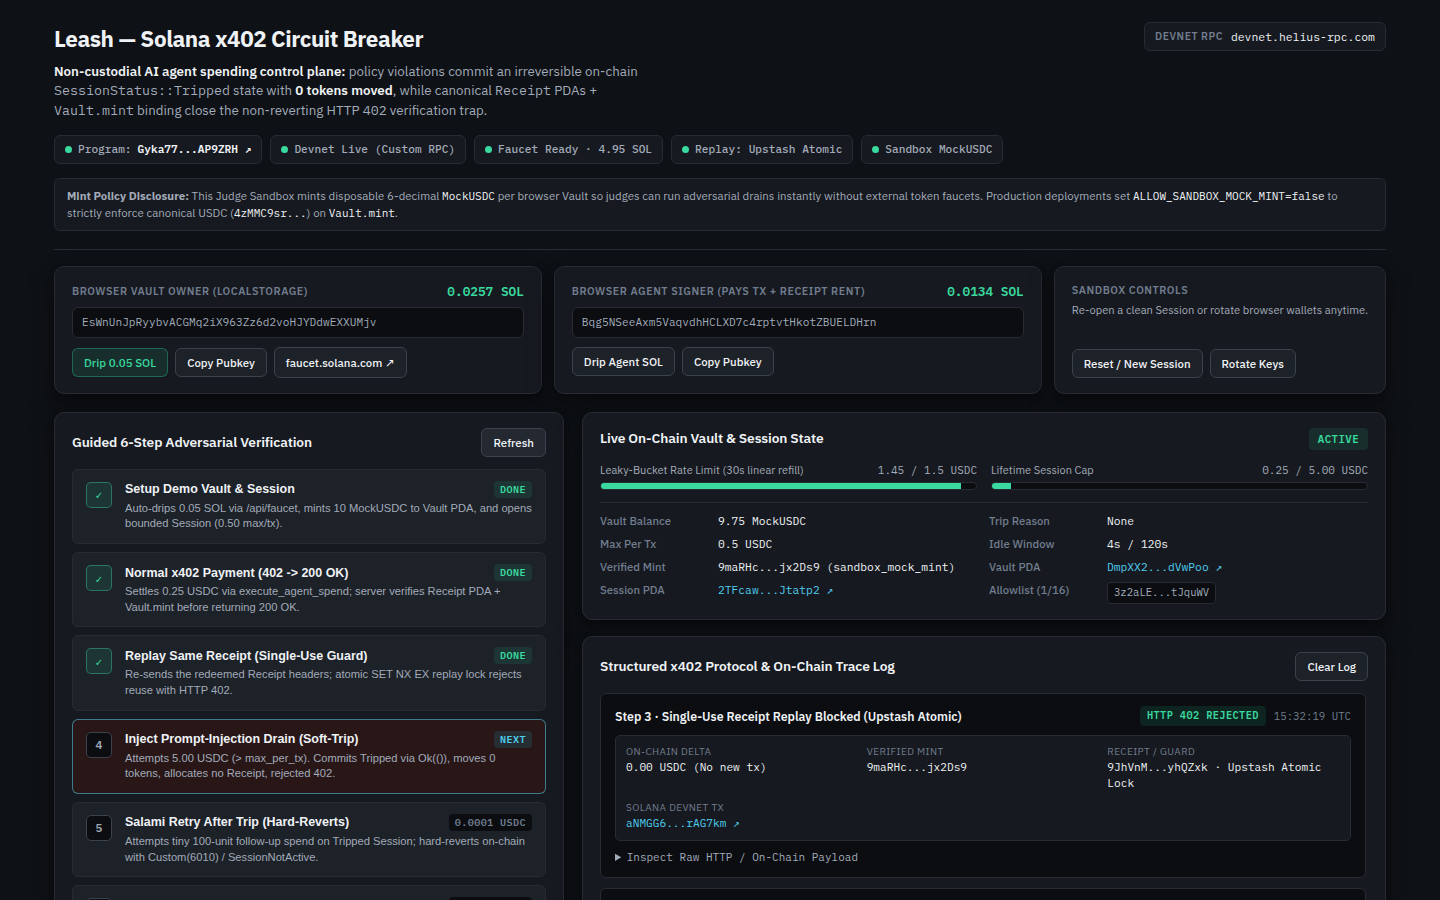 Leash — Solana x402 Circuit Breaker
DEVNET RPC devnet.helius-rpc.com
Non-custodial AI agent spending control plane: policy violations commit an irreversible on-chain
SessionStatus::Tripped state with 0 tokens moved, while canonical Receipt PDAs +
Vault.mint binding close the non-reverting HTTP 402 verification trap.
Program: Gyka77...AP9ZRH ↗
Devnet Live (Custom RPC)
Faucet Ready · 4.95 SOL
Replay: Upstash Atomic
Sandbox MockUSDC
Mint Policy Disclosure: This Judge Sandbox mints disposable 6-decimal MockUSDC per browser Vault so judges can run adversarial drains instantly without external token faucets. Production deployments set ALLOW_SANDBOX_MOCK_MINT=false to
strictly enforce canonical USDC (4zMMC9sr...) on Vault.mint.
BROWSER VAULT OWNER (LOCALSTORAGE) 0.0257 SOL
EsWnUnJpRyybvACGMq2iX963Zz6d2voHJYDdwEXXUMjv
Drip 0.05 SOL
Copy Pubkey
faucet.solana.com ↗
BROWSER AGENT SIGNER (PAYS TX + RECEIPT RENT) 0.0134 SOL
Bqg5NSeeAxm5VaqvdhHCLXD7c4rptvtHkotZBUELDHrn
Drip Agent SOL
Copy Pubkey
SANDBOX CONTROLS
Re-open a clean Session or rotate browser wallets anytime.
Reset / New Session
Rotate Keys
Guided 6-Step Adversarial Verification
Refresh
✓ Setup Demo Vault & Session DONE
Auto-drips 0.05 SOL via /api/faucet, mints 10 MockUSDC to Vault PDA, and opens
bounded Session (0.50 max/tx).
✓ Normal x402 Payment (402 -> 200 OK) DONE
Settles 0.25 USDC via execute_agent_spend; server verifies Receipt PDA +
Vault.mint before returning 200 OK.
✓ Replay Same Receipt (Single-Use Guard) DONE
Re-sends the redeemed Receipt headers; atomic SET NX EX replay lock rejects
reuse with HTTP 402.
4 Inject Prompt-Injection Drain (Soft-Trip) NEXT
Attempts 5.00 USDC (> max_per_tx). Commits Tripped via Ok(()), moves 0
tokens, allocates no Receipt, rejected 402.
5 Salami Retry After Trip (Hard-Reverts) 0.0001 USDC
Attempts tiny 100-unit follow-up spend on Tripped Session; hard-reverts on-chain
with Custom(6010) / SessionNotActive.
Live On-Chain Vault & Session State
ACTIVE
Leaky-Bucket Rate Limit (30s linear refill) 1.45 / 1.5 USDC
Lifetime Session Cap 0.25 / 5.00 USDC
Vault Balance 9.75 MockUSDC
Trip Reason None
Max Per Tx 0.5 USDC
Idle Window 4s / 120s
Verified Mint 9maRHc...jx2Ds9 (sandbox_mock_mint)
Vault PDA DmpXX2...dVwPoo ↗
Session PDA 2TFcaw...Jtatp2 ↗
Allowlist (1/16) 3z2aLE...tJquWV
Structured x402 Protocol & On-Chain Trace Log
Clear Log
Step 3 · Single-Use Receipt Replay Blocked (Upstash Atomic) HTTP 402 REJECTED 15:32:19 UTC
ON-CHAIN DELTA
0.00 USDC (No new tx)
VERIFIED MINT
9maRHc...jx2Ds9
RECEIPT / GUARD
9JhVnM...yhQZxk · Upstash Atomic
Lock
SOLANA DEVNET TX
aNMGG6...rAG7km ↗
▶ Inspect Raw HTTP / On-Chain Payload